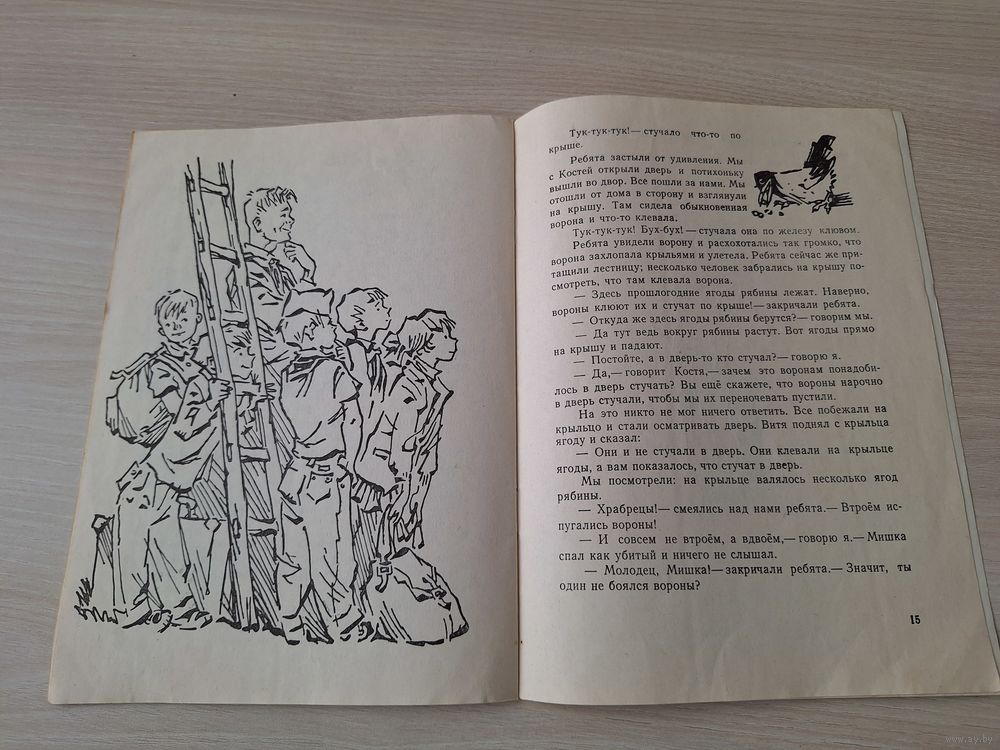 Тук-тук-тук!— стучало что-то по
крыше.
Ребята застыли от удивления. Мы
с Костей открыли дверь и потихоньку
вышли во двор. Все пошли за нами. Мы
отошли от дома в сторону и взглянули
на крышу. Там сидела обыкновенная
ворона и что-то клевала.
Тук-тук-тук! Бух-бух!— стучала она по железу клювом.
Ребята увидели ворону и расхохотались так громко, что
ворона захлопала крыльями и улетела. Ребята сейчас же при-
тащили лестницу; несколько человек забрались на крышу по-
смотреть, что там клевала ворона.
— Здесь прошлогодние ягоды рябины лежат. Наверно,
вороны клюют их и стучат по крыше!— закричали ребята.
— Откуда же здесь ягоды рябины берутся?— говорим мы.
— Да тут ведь вокруг рябины растут. Вот ягоды прямо
на крышу и падают.
— Постойте, а в дверь-то кто стучал?— говорю я.
— Да,— говорит Костя,— зачем это воронам понадоби-
лось в дверь стучать? Вы ещё скажете, что вороны нарочно
в дверь стучали, чтобы мы их переночевать пустили.
На это никто не мог ничего ответить. Все побежали на
крыльцо и стали осматривать дверь. Витя поднял с крыльца
ягоду и сказал:
— Они и не стучали в дверь. Они клевали на крыльце
ягоды, а вам показалось, что стучат в дверь.
Мы посмотрели: на крыльце валялось несколько ягод
рябины.
— Храбрецы!— смеялись над нами ребята.— Втроём ис-
пугались вороны!
— И совсем не втроём, а вдвоём,— говорю я.— Мишка
спал как убитый и ничего не слышал.
— Молодец, Мишка!— закричали ребята.— Значит, ты
один не боялся вороны?
15
www.ay.by